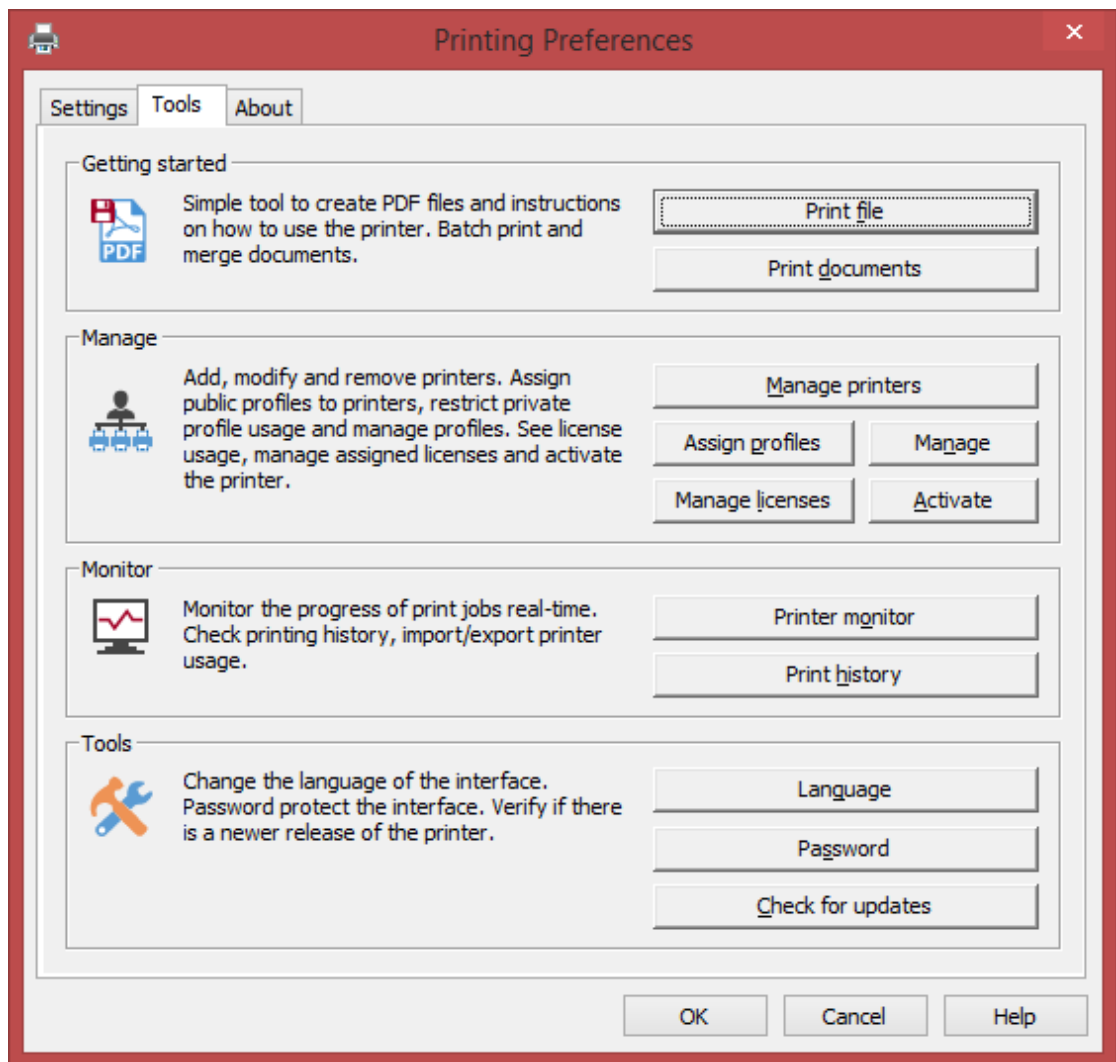 Printing Preferences
Settings Tools About
Getting started
PDF
Simple tool to create PDF files and instructions
on how to use the printer. Batch print and
merge documents.
Print file
Print documents
Manage
Add, modify and remove printers. Assign
public profiles to printers, restrict private
profile usage and manage profiles. See license
usage, manage assigned licenses and activate
the printer.
Manage printers
Assign profiles Manage
Manage licenses Activate
Monitor
Monitor the progress of print jobs real-time.
Check printing history, import/export printer
usage.
Printer monitor
Print history
Tools
Change the language of the interface.
Password protect the interface. Verify if there
is a newer release of the printer.
Language
Password
Check for updates
OK Cancel Help